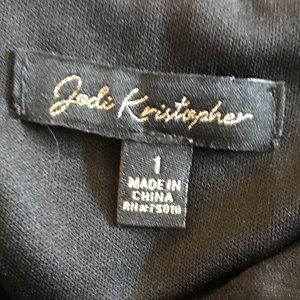 Jodi Kristopher
1
MADE IN
CHINA
RN#75010